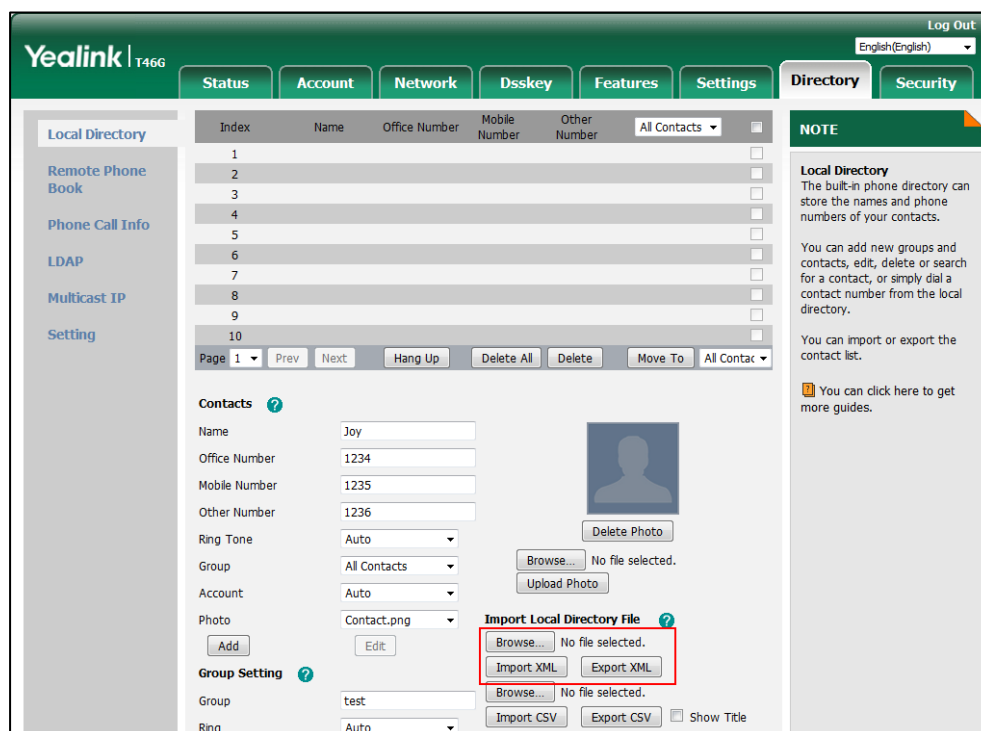 Log Out
Yealink T46G
English(English)
Status Account Network Dsskey Features Settings Directory Security
Local Directory
Remote Phone
Book
Phone Call Info
LDAP
Multicast IP
Setting
Index Name Office Number Mobile Number Other Number All Contacts
1
2
3
4
5
6
7
8
9
10
Page 1 Prev Next Hang Up Delete All Delete Move To All Contac
Contacts ?
Name Joy
Office Number 1234
Mobile Number 1235
Other Number 1236
Ring Tone Auto
Group All Contacts
Account Auto
Photo Contact.png
Add Edit
Group Setting ?
Group test
Ring Auto
Delete Photo
Browse... No file selected.
Upload Photo
Import Local Directory File ?
Browse... No file selected.
Import XML Export XML
Browse... No file selected.
Import CSV Export CSV Show Title
NOTE
Local Directory
The built-in phone directory can
store the names and phone
numbers of your contacts.
You can add new groups and
contacts, edit, delete or search
for a contact, or simply dial a
contact number from the local
directory.
You can import or export the
contact list.
? You can click here to get
more guides.